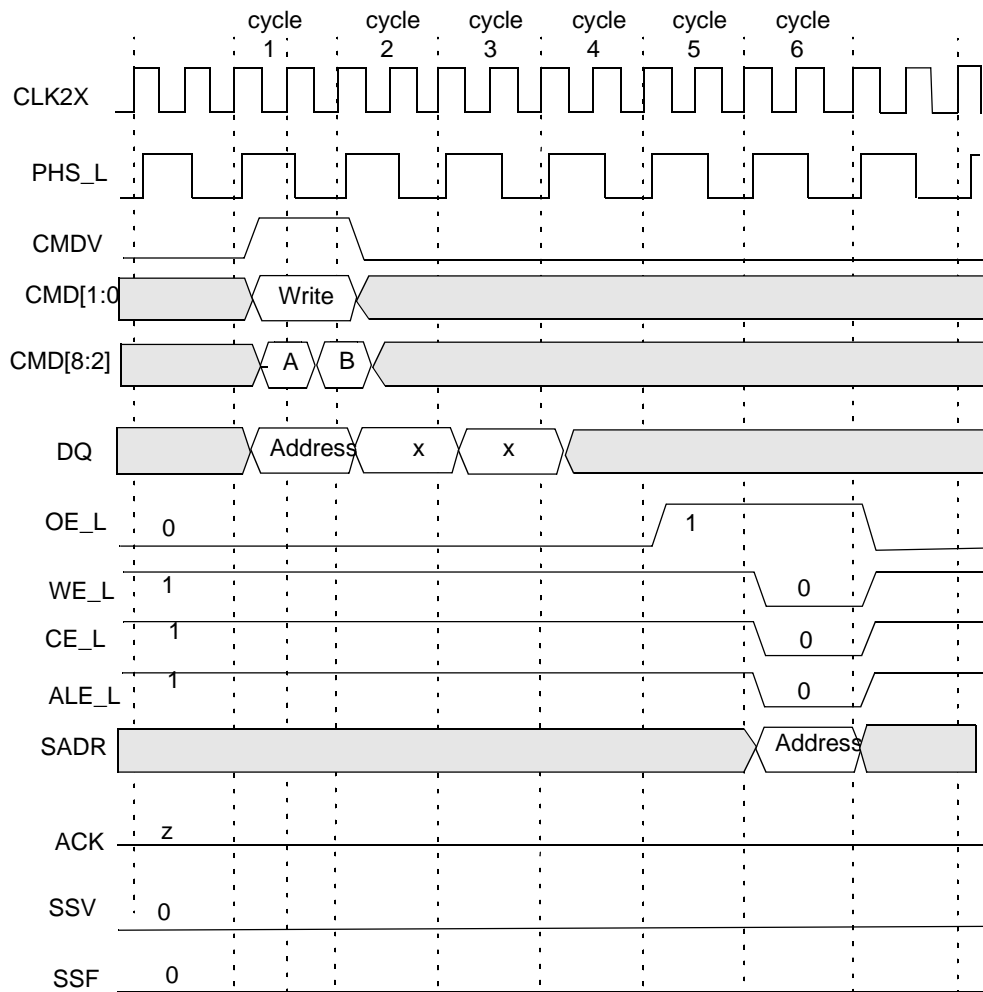 cycle cycle cycle cycle cycle cycle
1 2 3 4 5 6
CLK2X
PHS_L
CMDV
CMD[1:0 Write
CMD[8:2] A B
DQ Address x x
OE_L 0 1
WE_L 1 0
CE_L 1 0
ALE_L 1 0
SADR Address
ACK z
SSV 0
SSF 0